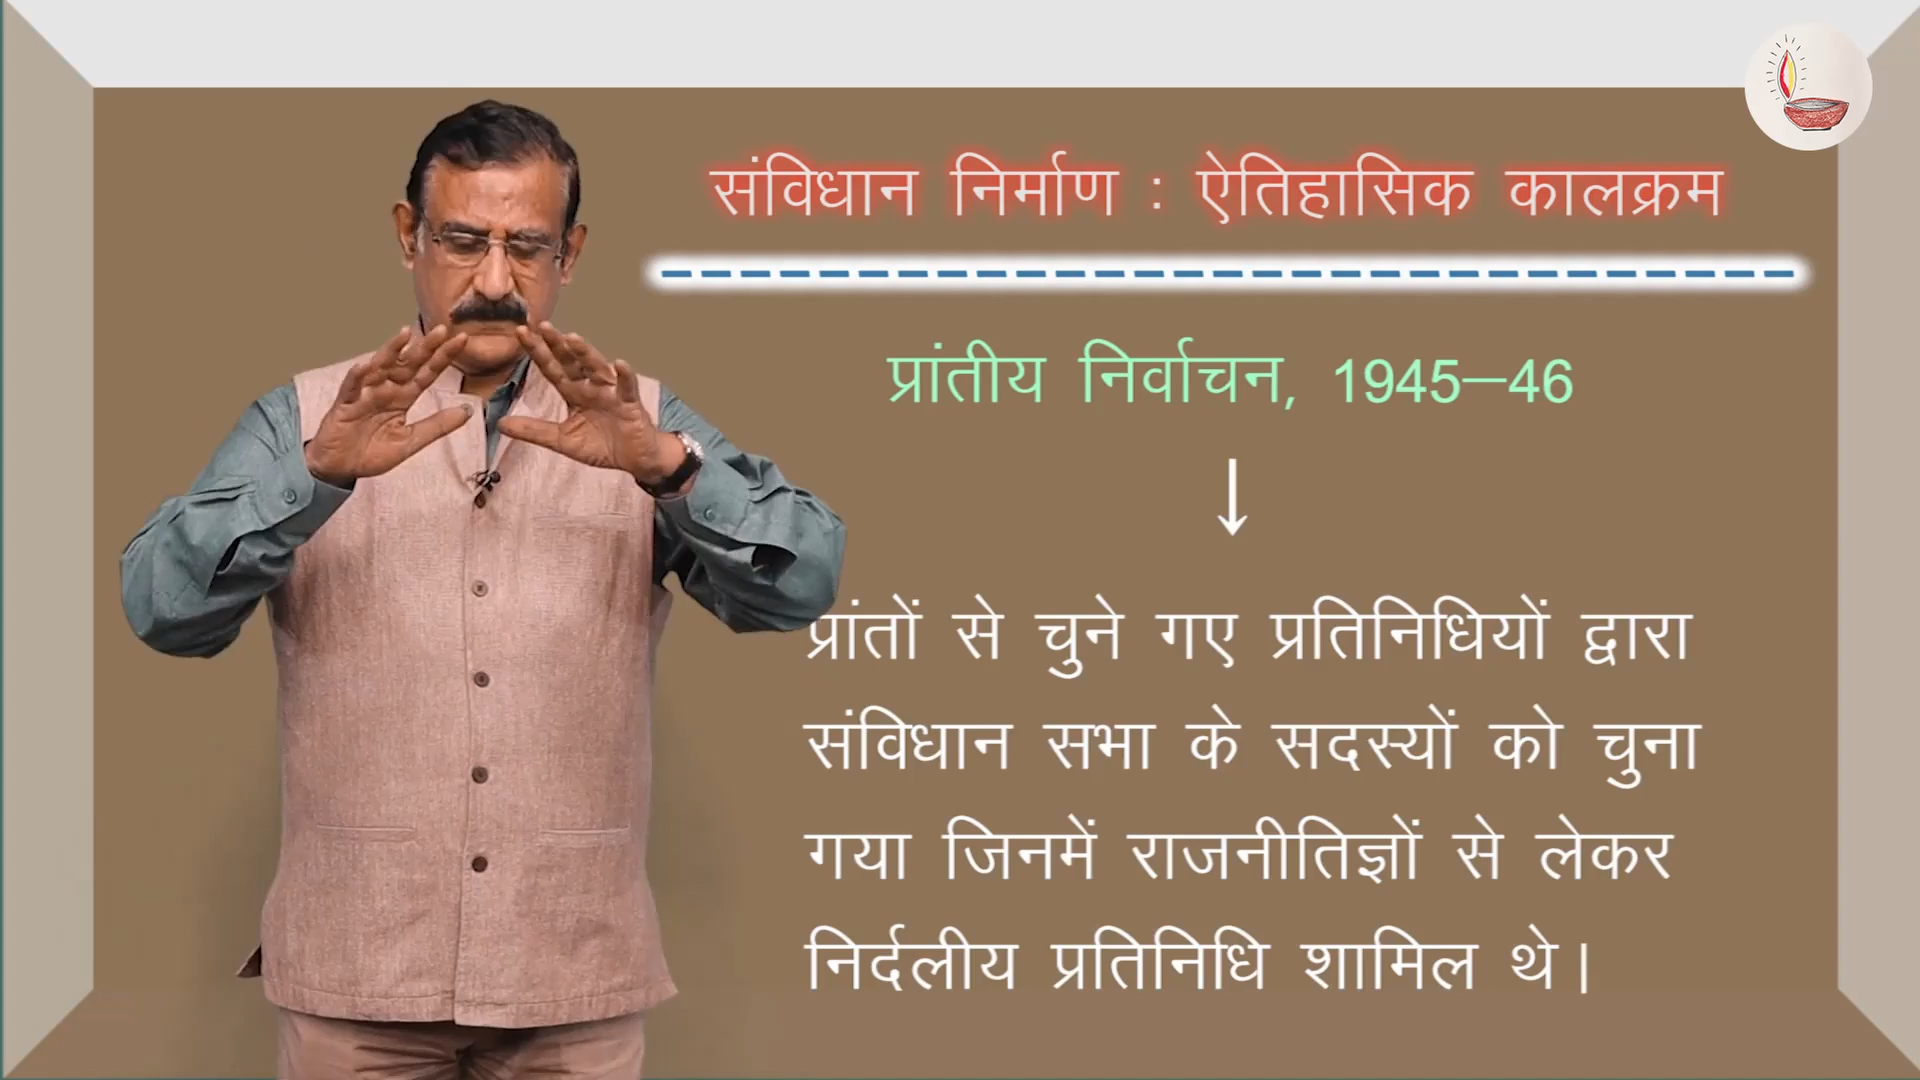 संविधान निर्माण : ऐतिहासिक कालक्रम
प्रांतीय निर्वाचन, 1945–46
प्रांतों से चुने गए प्रतिनिधियों द्वारा
संविधान सभा के सदस्यों को चुना
गया जिनमें राजनीतिज्ञों से लेकर
निर्दलीय प्रतिनिधि शामिल थे।